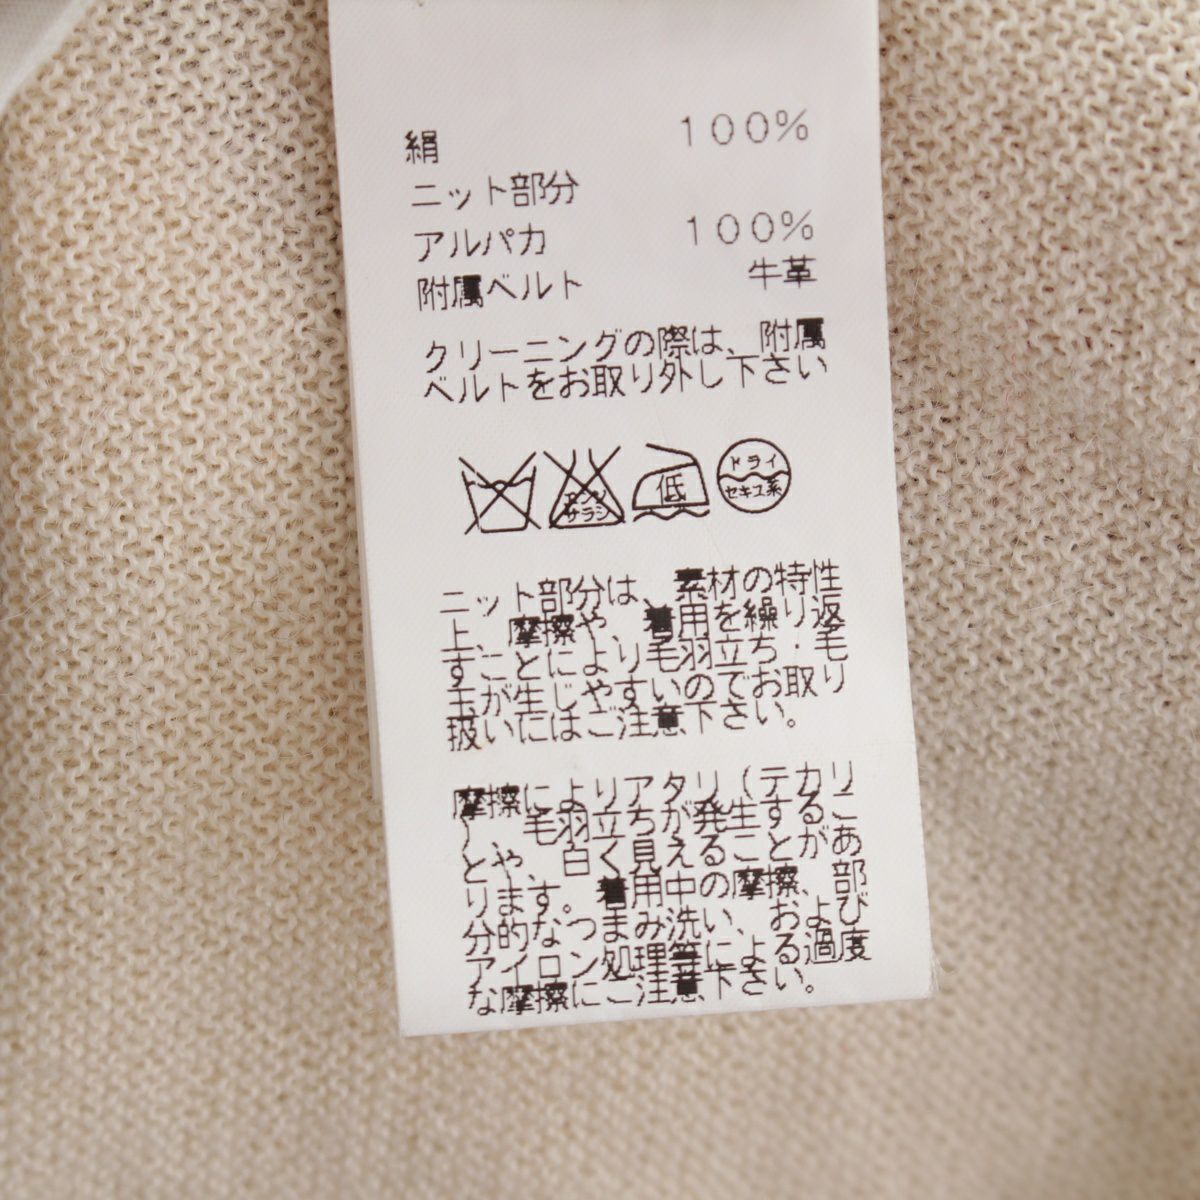 絹 100%
ニット部分
アルパカ 100%
附属ベルト 牛革
クリーニングの際は、附属
ベルトをお取り外し下さい
エンソ
サラシ
低
ドライ
セキユ系
ニット部分は、素材の特性
上、摩擦や、着用を繰り返
すことにより毛羽立ち・毛
玉が生じやすいのでお取り
扱いにはご注意下さい。
摩擦によりアタリ(テカリ
)、毛羽立ちが発生するこ
とや、白く見えることがあ
ります。着用中の摩擦、部
分的なつまみ洗い、および
アイロン処理等による過度
な摩擦にご注意下さい。